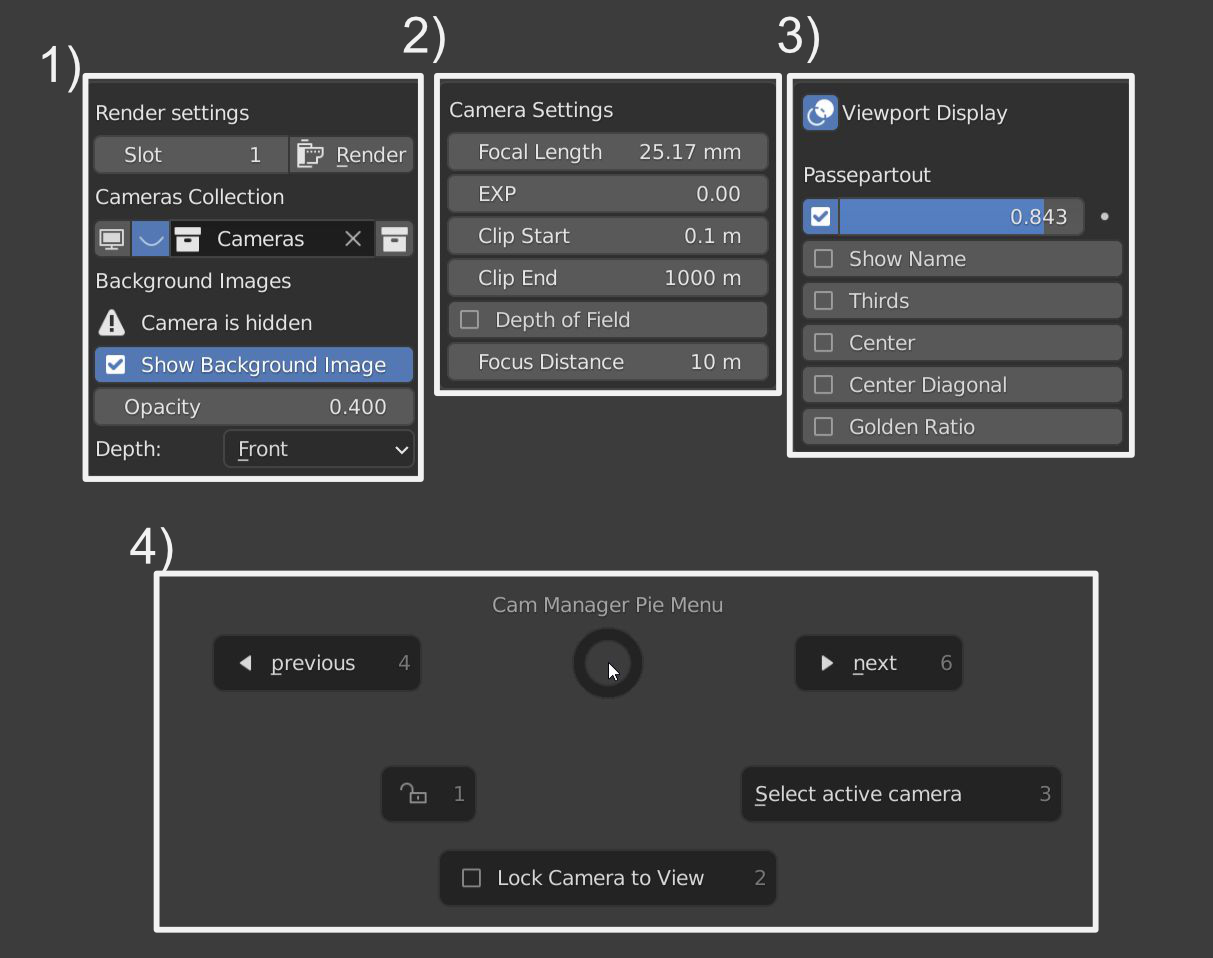 1)
Render settings
Slot 1 Render
Cameras Collection
Cameras
Background Images
Camera is hidden
Show Background Image
Opacity 0.400
Depth: Front
2)
Camera Settings
Focal Length 25.17 mm
EXP 0.00
Clip Start 0.1 m
Clip End 1000 m
Depth of Field
Focus Distance 10 m
3)
Viewport Display
Passepartout
0.843
Show Name
Thirds
Center
Center Diagonal
Golden Ratio
4)
Cam Manager Pie Menu
previous 4
next 6
1
Select active camera 3
Lock Camera to View 2